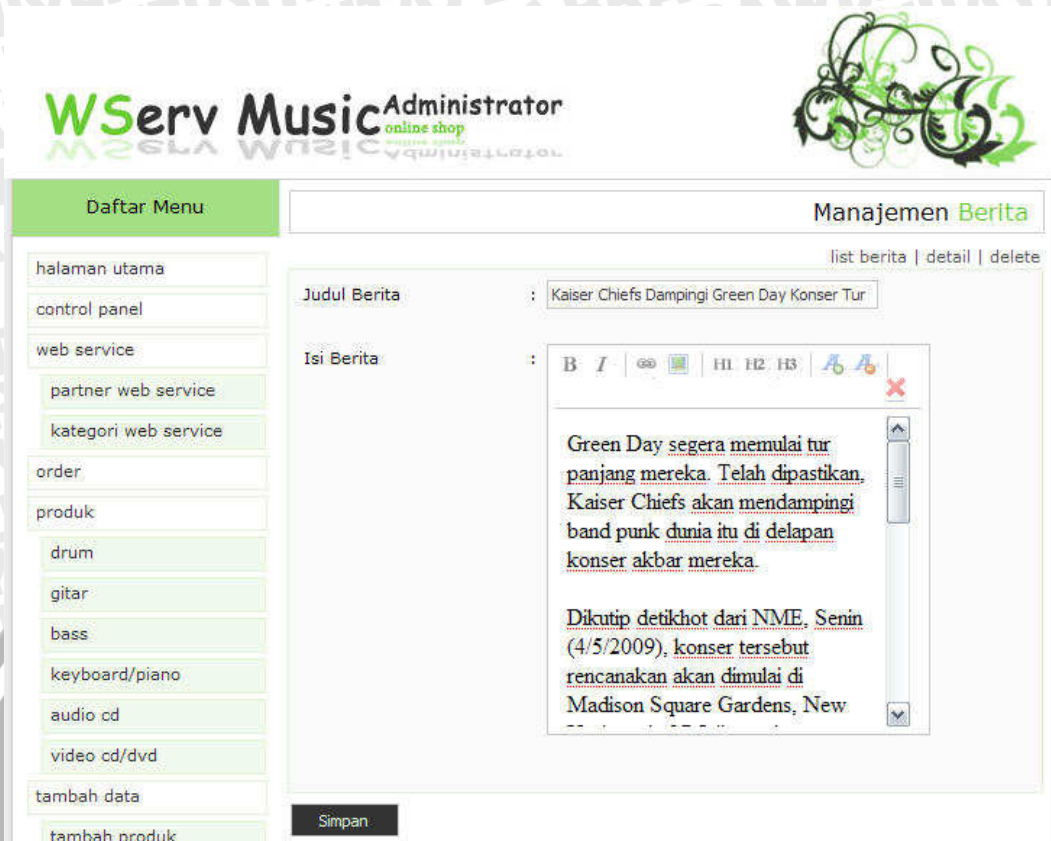 WServ Music Administrator
online shop
Daftar Menu
Manajemen Berita
list berita | detail | delete
halaman utama
control panel
web service
partner web service
kategori web service
order
produk
drum
gitar
bass
keyboard/piano
audio cd
video cd/dvd
tambah data
tambah produk
Judul Berita : Kaiser Chiefs Dampingi Green Day Konser Tur
Isi Berita :
B I H1 H2 H3
Green Day segera memulai tur
panjang mereka. Telah dipastikan,
Kaiser Chiefs akan mendampingi
band punk dunia itu di delapan
konser akbar mereka.
Dikutip detikhot dari NME, Senin
(4/5/2009), konser tersebut
rencanakan akan dimulai di
Madison Square Gardens, New
Simpan